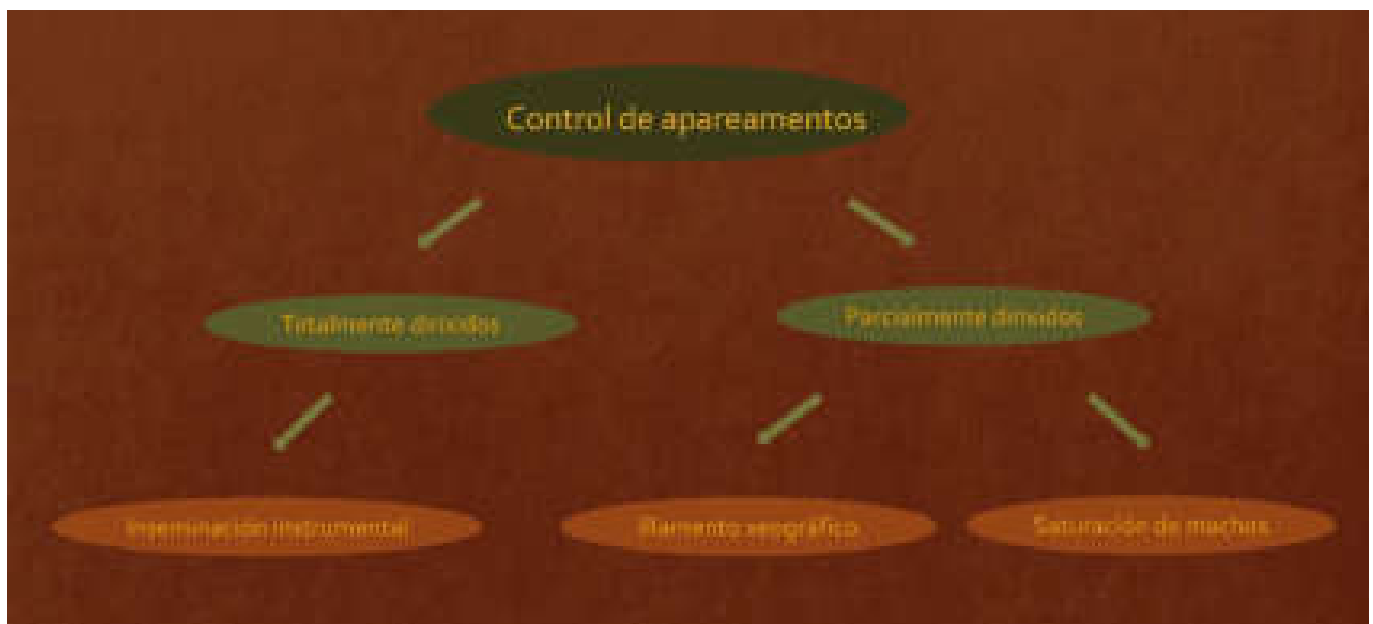 Control de apareamentos
Totalmente dirixidos
Parcialmente dirixidos
Inseminación instrumental
Illamento xeográfico
Saturación de machos